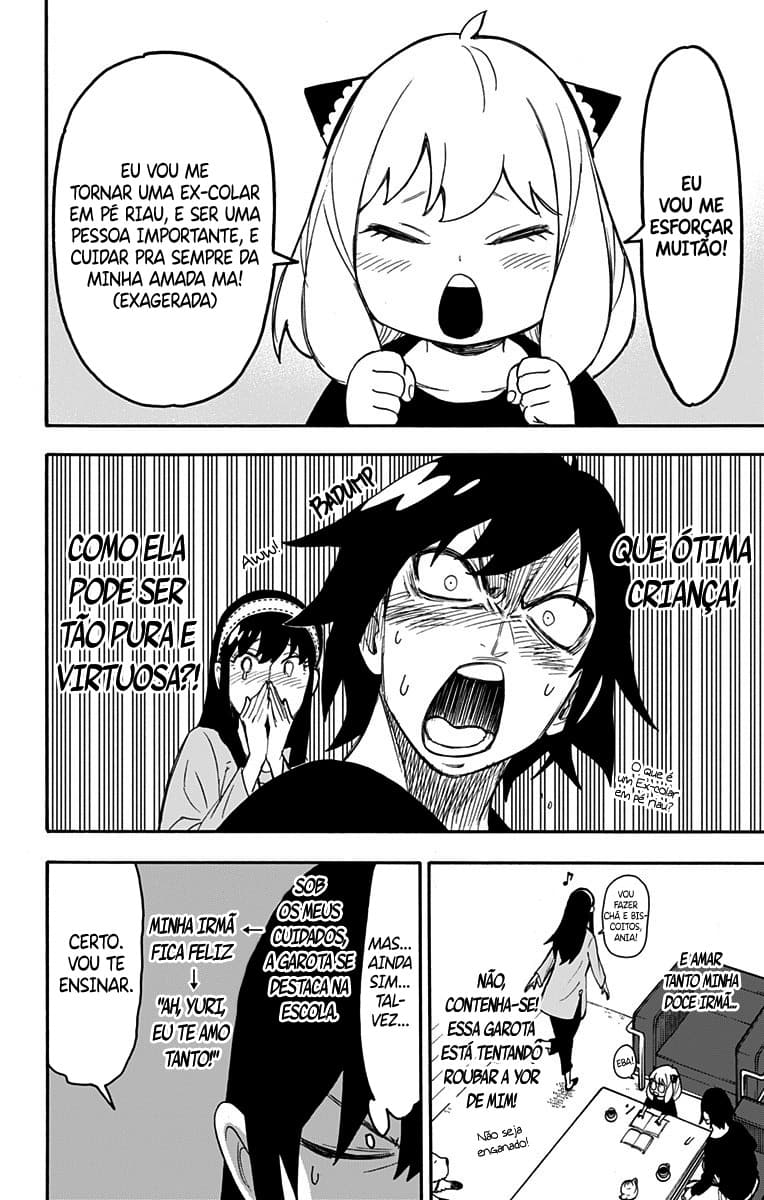 EU
VOU ME
ESFORÇAR
MUITÃO!
EU VOU ME
TORNAR UMA EX-COLAR
EM PÉ RIAU, E SER UMA
PESSOA IMPORTANTE, E
CUIDAR PRA SEMPRE DA
MINHA AMADA MA!
(EXAGERADA)
QUE ÓTIMA
CRIANÇA!
BADUMP
AWW!
COMO ELA
PODE SER
TÃO PURA E
VIRTUOSA?!
O que é
um Ex-colar
em pé riau?
E AMAR
TANTO MINHA
DOCE IRMÃ...
VOU
FAZER
CHÁ E BIS-
COITOS,
ANIA!
EBA!
NÃO,
CONTENHA-SE!
ESSA GAROTA
ESTÁ TENTANDO
ROUBAR A YOR
DE MIM!
Não seja
enganado!
MAS...
AINDA
SIM...
TAL-
VEZ...
SOB
OS MEUS
CUIDADOS,
A GAROTA SE
DESTACA NA
ESCOLA.
←
MINHA IRMÃ
FICA FELIZ
↓
"AH, YURI,
EU TE AMO
TANTO!"
CERTO.
VOU TE
ENSINAR.